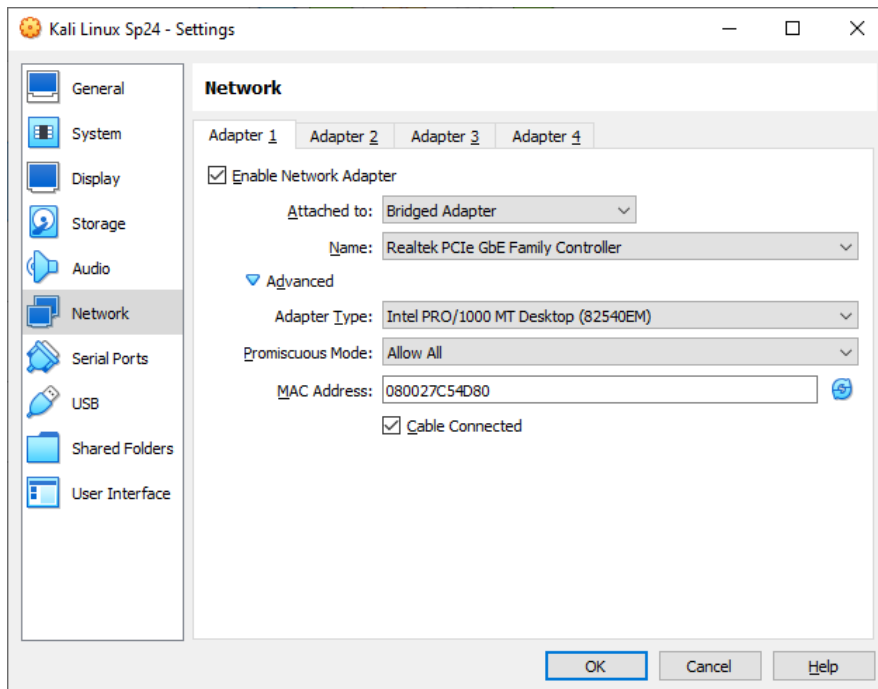 Kali Linux Sp24 - Settings
General
System
Display
Storage
Audio
Network
Serial Ports
USB
Shared Folders
User Interface
Network
Adapter 1 Adapter 2 Adapter 3 Adapter 4
Enable Network Adapter
Attached to: Bridged Adapter
Name: Realtek PCIe GbE Family Controller
Advanced
Adapter Type: Intel PRO/1000 MT Desktop (82540EM)
Promiscuous Mode: Allow All
MAC Address: 080027C54D80
Cable Connected
OK Cancel Help